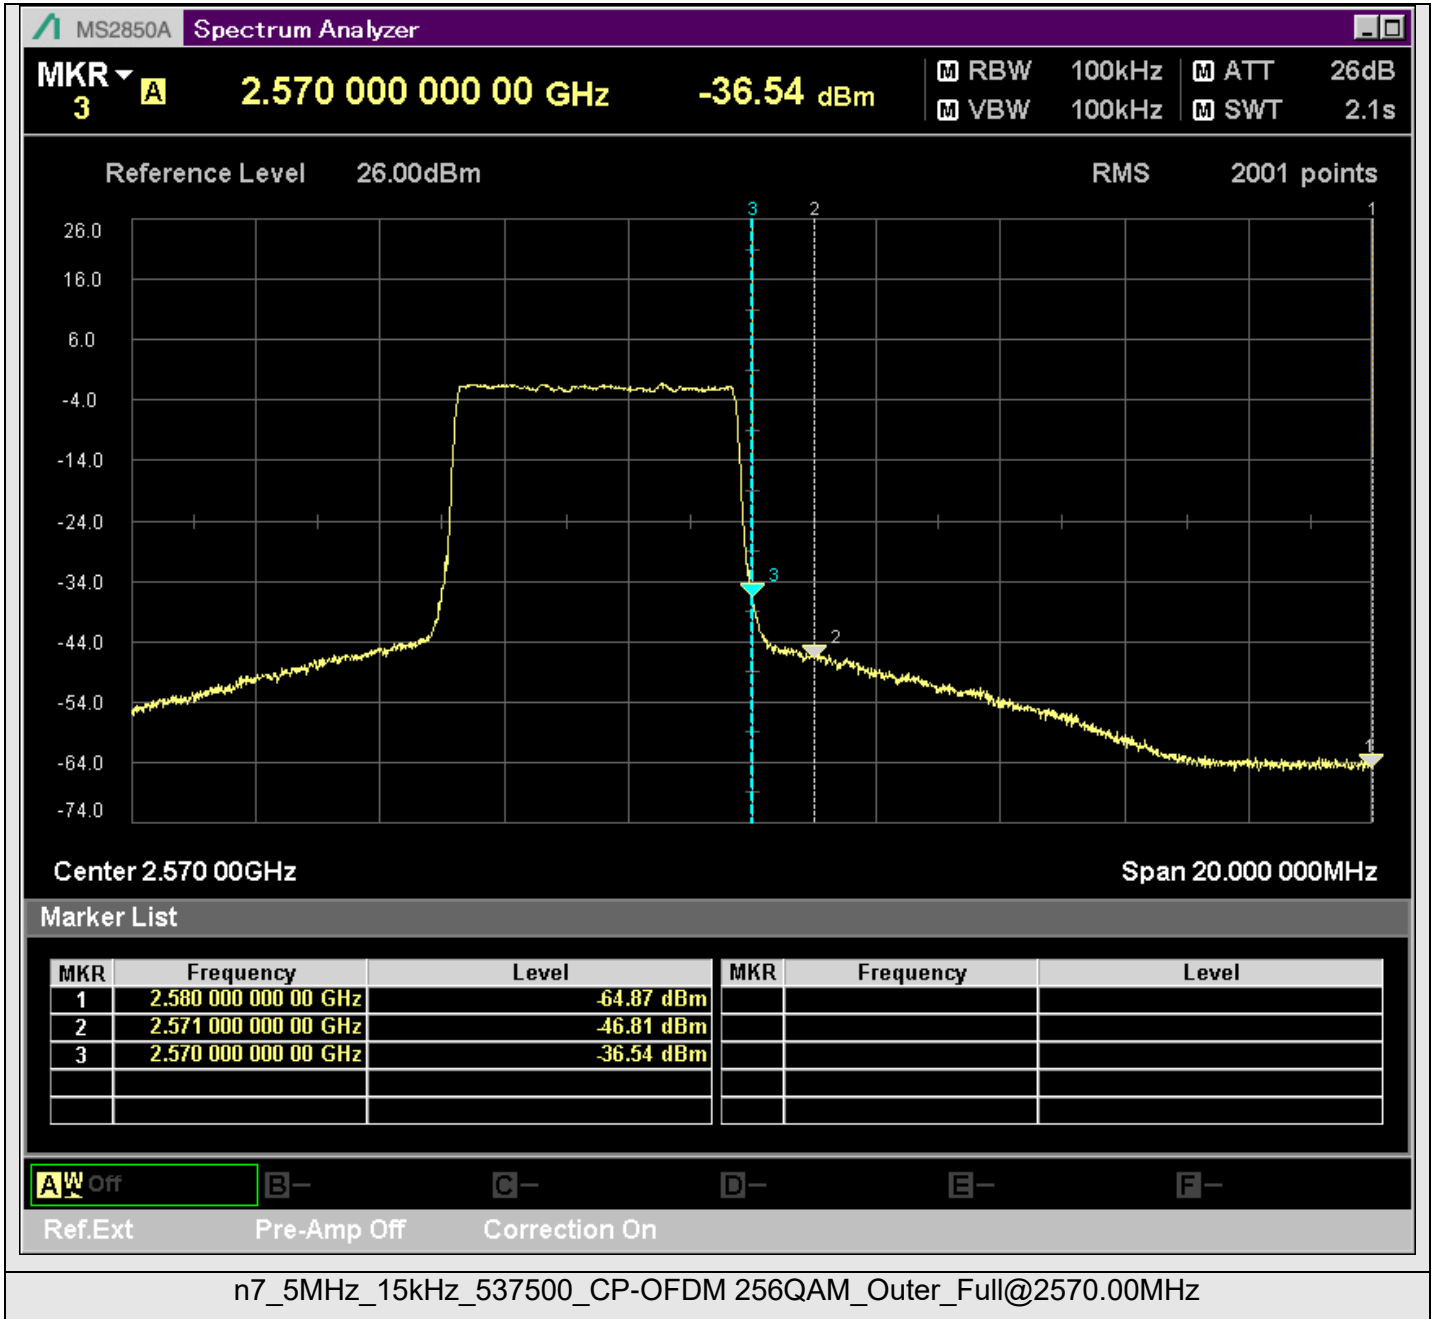 MS2850A Spectrum Analyzer
MKR A 2.570 000 000 00 GHz -36.54 dBm M RBW 100kHz M ATT 26dB
3 M VBW 100kHz M SWT 2.1s
Reference Level 26.00dBm RMS 2001 points
3 2 1
26.0
16.0
6.0
-4.0
-14.0
-24.0
-34.0 3
-44.0 2
-54.0
-64.0 1
-74.0
Center 2.570 00GHz Span 20.000 000MHz
Marker List
MKR Frequency Level MKR Frequency Level
1 2.580 000 000 00 GHz -64.87 dBm
2 2.571 000 000 00 GHz -46.81 dBm
3 2.570 000 000 00 GHz -36.54 dBm
A W Off B C D E F
Ref.Ext Pre-Amp Off Correction On
n7_5MHz_15kHz_537500_CP-OFDM 256QAM_Outer_Full@2570.00MHz